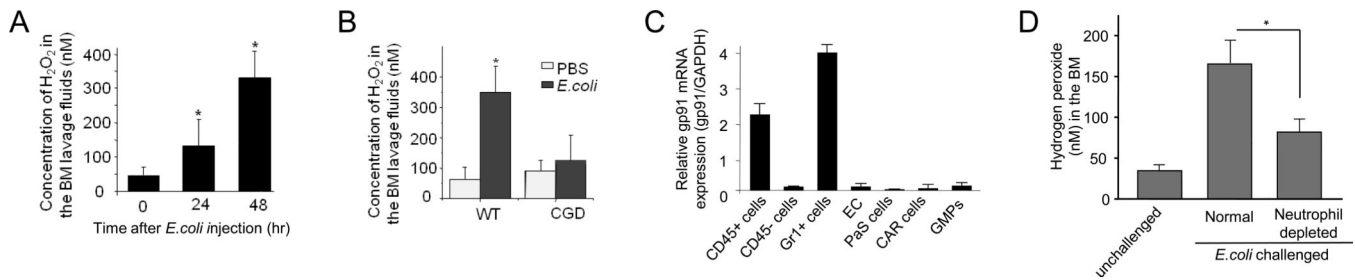 A
Concentration of H₂O₂ in
the BM lavage fluids (nM)
400
300
200
100
0
*
*
0 24 48
Time after E.coli injection (hr)
B
Concentration of H₂O₂ in
the BM lavage fluids (nM)
400
300
200
100
0
*
PBS
E.coli
WT CGD
C
Relative gp91 mRNA
expression (gp91/GAPDH)
4
3
2
1
0
CD45+ cells
CD45- cells
Gr1+ cells
EC
PaS cells
CAR cells
GMPs
D
Hydrogen peroxide
(nM) in the BM
200
150
100
50
0
*
unchallenged
Normal
Neutrophil
depleted
E.coli challenged